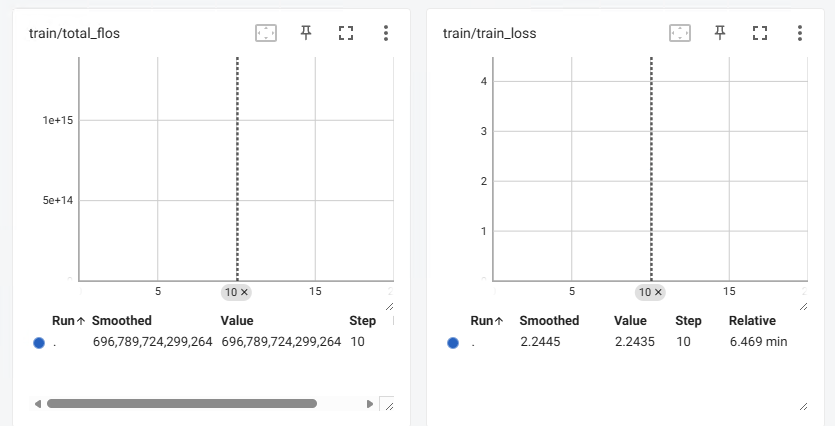 train/total_flos
1e+15
5e+14
5 10 × 15
Run↑ Smoothed Value Step
. 696,789,724,299,264 696,789,724,299,264 10
train/train_loss
4
3
2
1
5 10 × 15
Run↑ Smoothed Value Step Relative
. 2.2445 2.2435 10 6.469 min